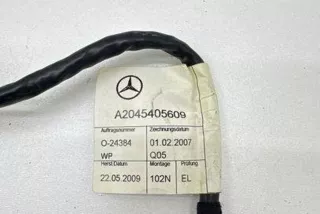 A2045405609
Auftragsnummer Zeichnungsdatum
O-24384 01.02.2007
WP Q05
Herst.Datum Montage Prüfung
22.05.2009 102N EL